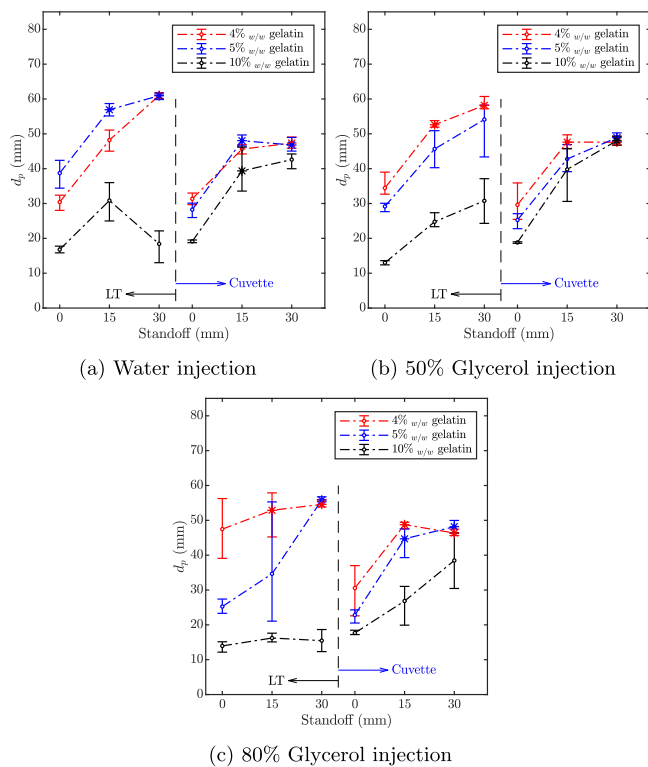 80
70
60
50
40
30
20
10
0
d_p (mm)
4% w/w gelatin
5% w/w gelatin
10% w/w gelatin
LT
Cuvette
0 15 30 0 15 30
Standoff (mm)
(a) Water injection
80
70
60
50
40
30
20
10
0
d_p (mm)
4% w/w gelatin
5% w/w gelatin
10% w/w gelatin
LT
Cuvette
0 15 30 0 15 30
Standoff (mm)
(b) 50% Glycerol injection
80
70
60
50
40
30
20
10
0
d_p (mm)
4% w/w gelatin
5% w/w gelatin
10% w/w gelatin
LT
Cuvette
0 15 30 0 15 30
Standoff (mm)
(c) 80% Glycerol injection